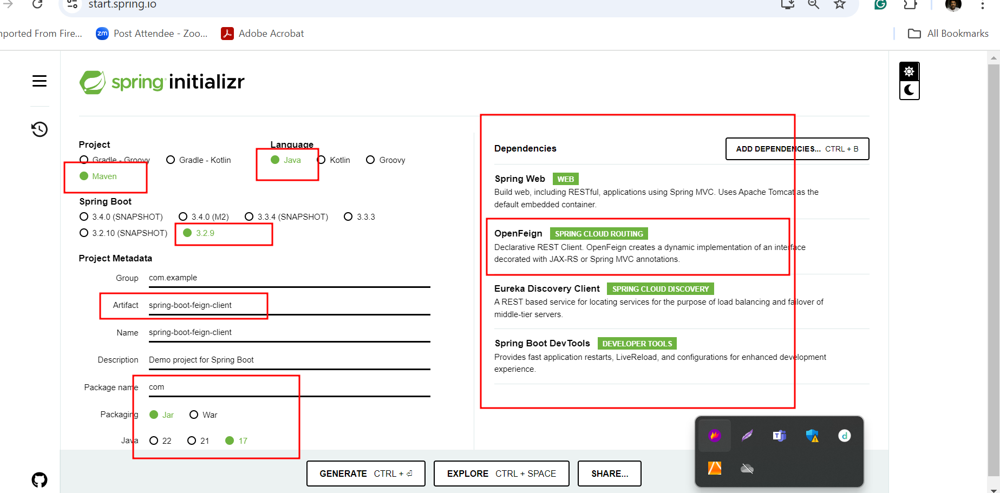 start.spring.io
nported From Fire...
zm Post Attendee - Zoo...
Adobe Acrobat
All Bookmarks
spring initializr
Project
Gradle - Groovy
Gradle - Kotlin
Maven
Language
Java
Kotlin
Groovy
Spring Boot
3.4.0 (SNAPSHOT)
3.4.0 (M2)
3.3.4 (SNAPSHOT)
3.3.3
3.2.10 (SNAPSHOT)
3.2.9
Project Metadata
Group com.example
Artifact spring-boot-feign-client
Name spring-boot-feign-client
Description Demo project for Spring Boot
Package name com
Packaging Jar War
Java 22 21 17
Dependencies
ADD DEPENDENCIES... CTRL + B
Spring Web WEB
Build web, including RESTful, applications using Spring MVC. Uses Apache Tomcat as the
default embedded container.
OpenFeign SPRING CLOUD ROUTING
Declarative REST Client. OpenFeign creates a dynamic implementation of an interface
decorated with JAX-RS or Spring MVC annotations.
Eureka Discovery Client SPRING CLOUD DISCOVERY
A REST based service for locating services for the purpose of load balancing and failover of
middle-tier servers.
Spring Boot DevTools DEVELOPER TOOLS
Provides fast application restarts, LiveReload, and configurations for enhanced development
experience.
GENERATE CTRL + ⏎
EXPLORE CTRL + SPACE
SHARE...
T
d